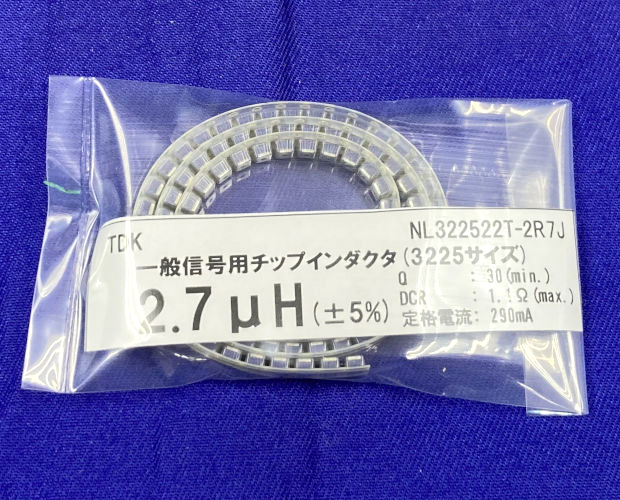 TDK NL322522T-2R7J
一般信号用チップインダクタ(3225サイズ)
2.7μH(±5%)
Q : 30(min.)
DCR : 1.1Ω(max.)
定格電流: 290mA